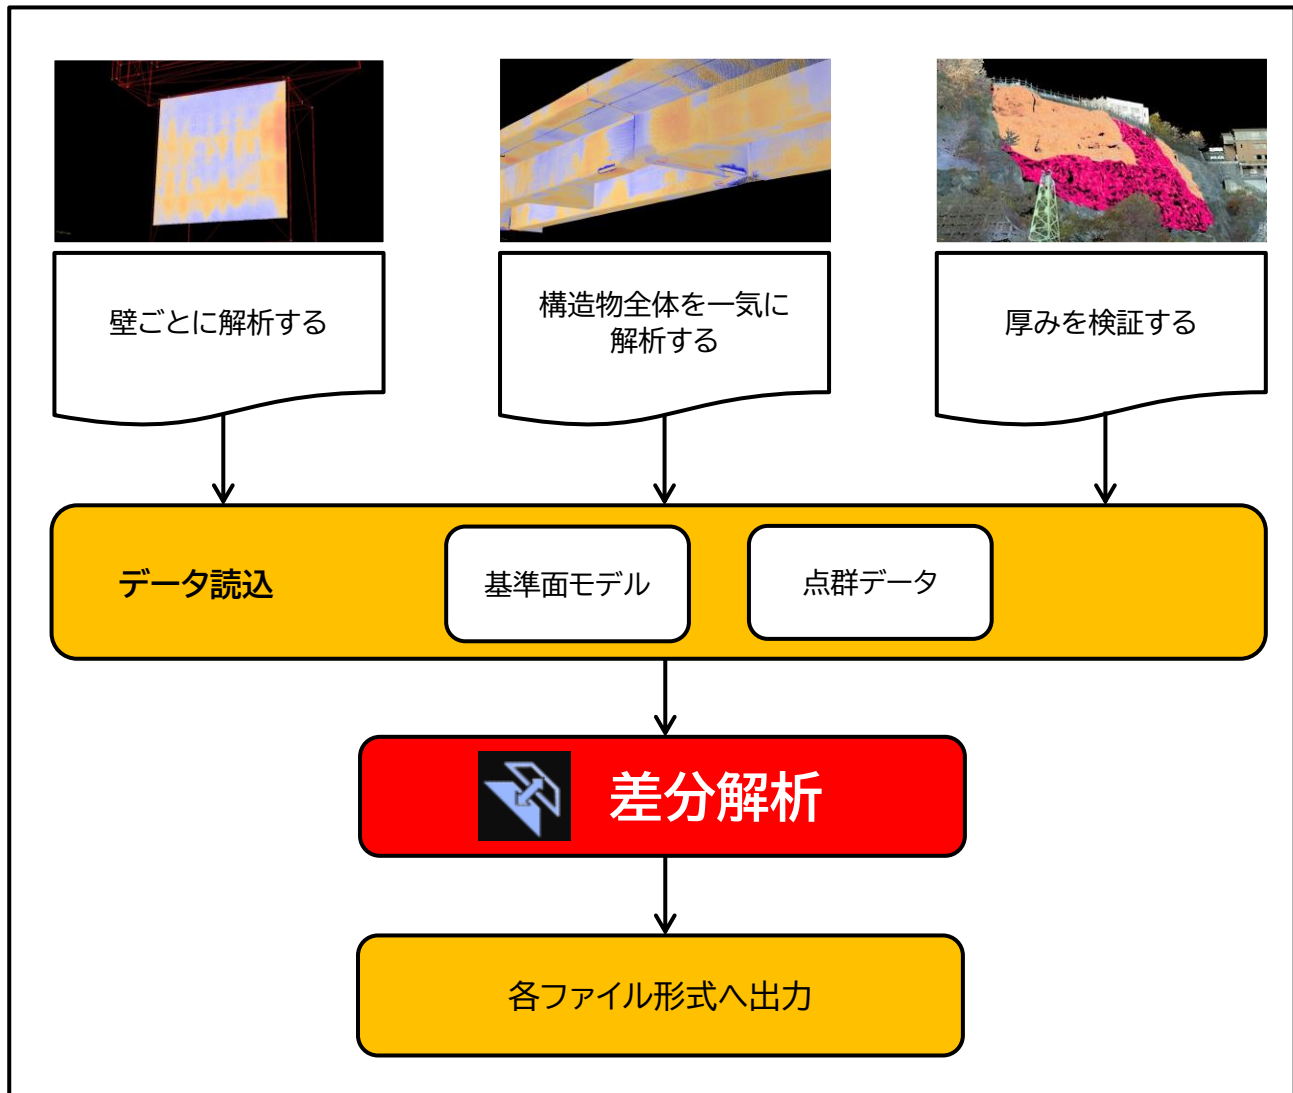 壁ごとに解析する
構造物全体を一気に
解析する
厚みを検証する
データ読込
基準面モデル
点群データ
差分解析
各ファイル形式へ出力